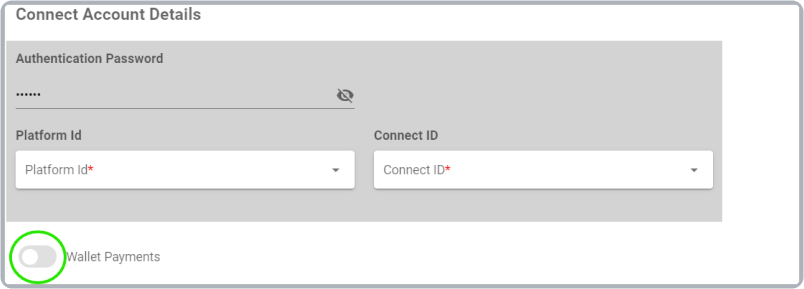 Connect Account Details
Authentication Password
••••••
Platform Id
Connect ID
Platform Id*
Connect ID*
Wallet Payments